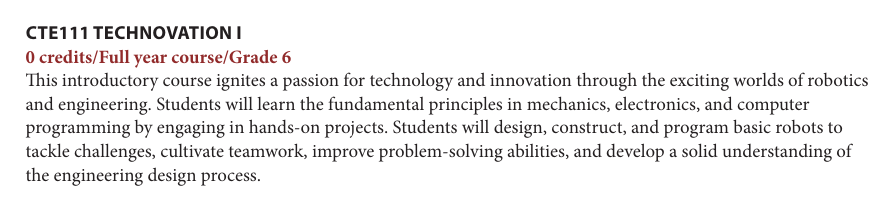 CTE111 TECHNOVATION I
0 credits/Full year course/Grade 6
This introductory course ignites a passion for technology and innovation through the exciting worlds of robotics
and engineering. Students will learn the fundamental principles in mechanics, electronics, and computer
programming by engaging in hands-on projects. Students will design, construct, and program basic robots to
tackle challenges, cultivate teamwork, improve problem-solving abilities, and develop a solid understanding of
the engineering design process.